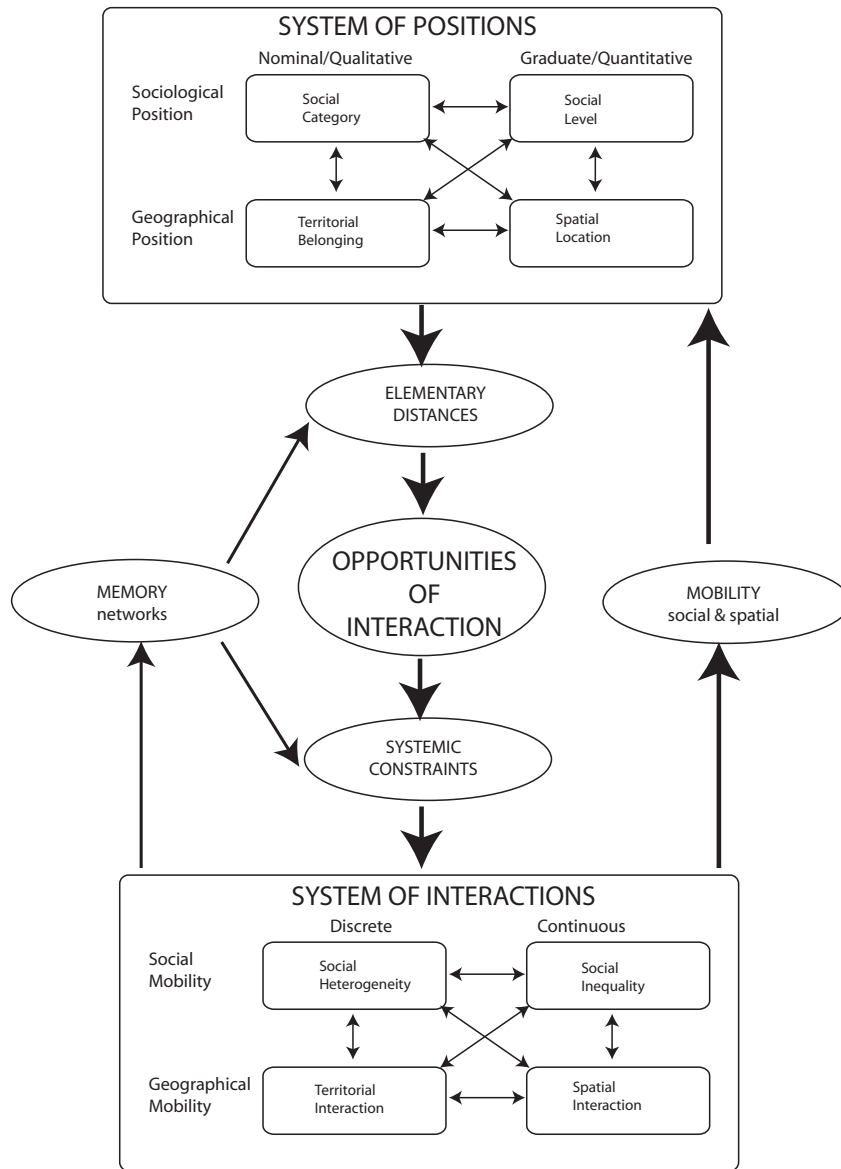 SYSTEM OF POSITIONS
Nominal/Qualitative
Graduate/Quantitative
Sociological
Position
Social
Category
Social
Level
Geographical
Position
Territorial
Belonging
Spatial
Location
ELEMENTARY
DISTANCES
OPPORTUNITIES
OF
INTERACTION
MEMORY
networks
MOBILITY
social & spatial
SYSTEMIC
CONSTRAINTS
SYSTEM OF INTERACTIONS
Discrete
Continuous
Social
Mobility
Social
Heterogeneity
Social
Inequality
Geographical
Mobility
Territorial
Interaction
Spatial
Interaction